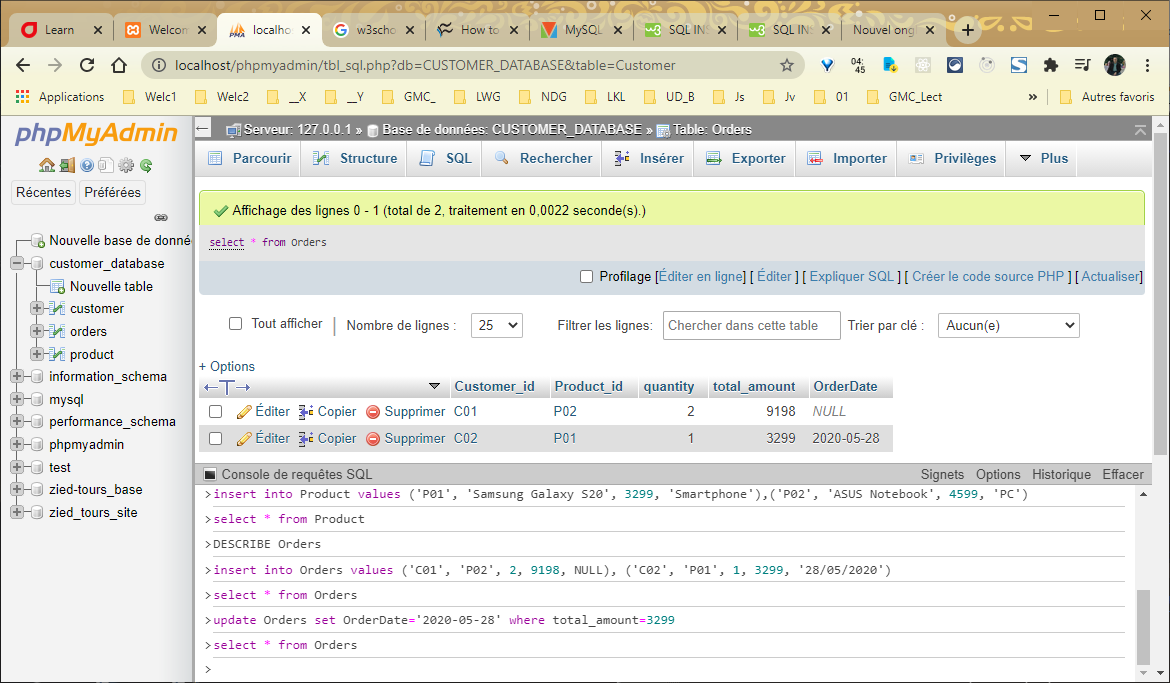 Learn
Welcom
localho
w3scho
How to
MySQL
SQL INS
SQL INS
Nouvel ong
localhost/phpmyadmin/tbl_sql.php?db=CUSTOMER_DATABASE&table=Customer
04:
45
Applications
Welc1
Welc2
__X
__Y
GMC_
LWG
NDG
LKL
UD_B
Js
Jv
01
GMC_Lect
»
Autres favoris
phpMyAdmin
Récentes
Préférées
Nouvelle base de donné
customer_database
Nouvelle table
customer
orders
product
information_schema
mysql
performance_schema
phpmyadmin
test
zied-tours_base
zied_tours_site
Serveur: 127.0.0.1 » Base de données: CUSTOMER_DATABASE » Table: Orders
Parcourir
Structure
SQL
Rechercher
Insérer
Exporter
Importer
Privilèges
Plus
Affichage des lignes 0 - 1 (total de 2, traitement en 0,0022 seconde(s).)
select * from Orders
Profilage [Éditer en ligne] [ Éditer ] [ Expliquer SQL ] [ Créer le code source PHP ] [ Actualiser]
Tout afficher
Nombre de lignes :
25
Filtrer les lignes:
Chercher dans cette table
Trier par clé :
Aucun(e)
+ Options
Customer_id Product_id quantity total_amount OrderDate
Éditer Copier Supprimer C01 P02 2 9198 NULL
Éditer Copier Supprimer C02 P01 1 3299 2020-05-28
Console de requêtes SQL
Signets Options Historique Effacer
>insert into Product values ('P01', 'Samsung Galaxy S20', 3299, 'Smartphone'),('P02', 'ASUS Notebook', 4599, 'PC')
>select * from Product
>DESCRIBE Orders
>insert into Orders values ('C01', 'P02', 2, 9198, NULL), ('C02', 'P01', 1, 3299, '28/05/2020')
>select * from Orders
>update Orders set OrderDate='2020-05-28' where total_amount=3299
>select * from Orders
>